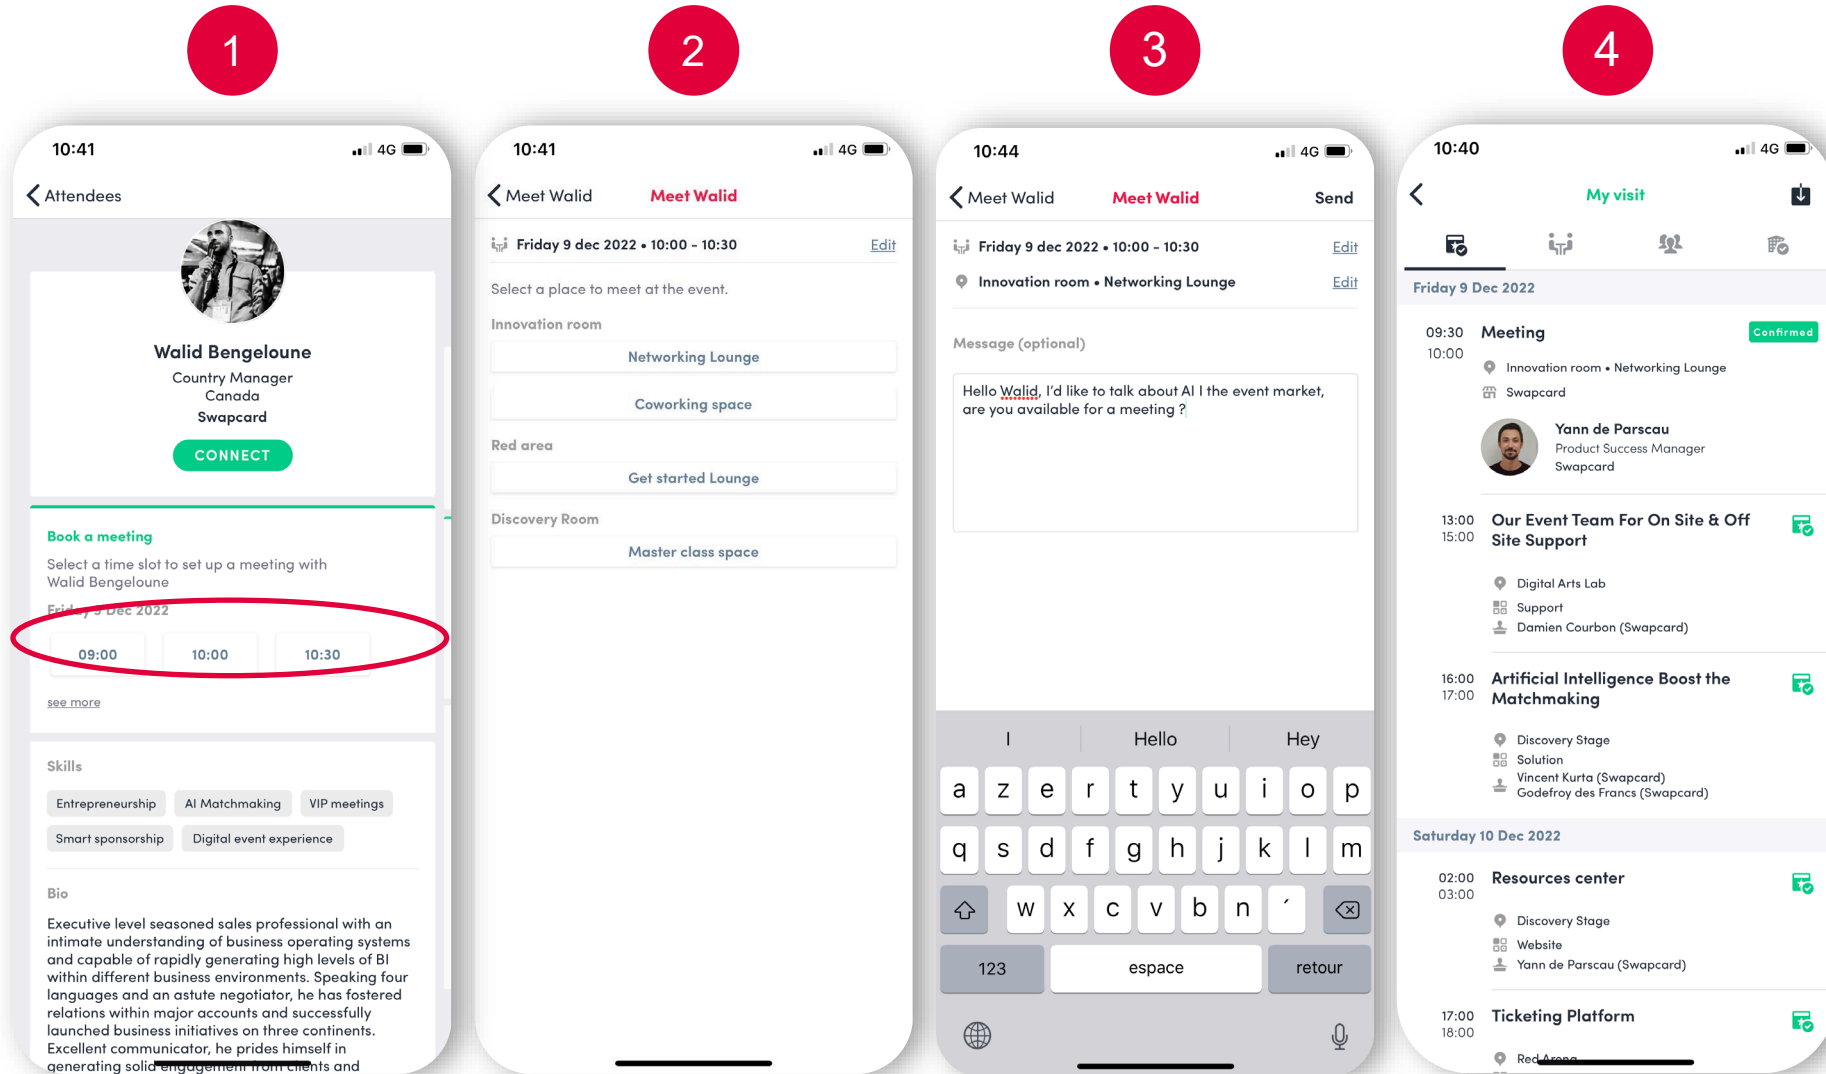 1
10:41
4G
Attendees
Walid Bengeloune
Country Manager
Canada
Swapcard
CONNECT
Book a meeting
Select a time slot to set up a meeting with
Walid Bengeloune
Friday 9 Dec 2022
09:00 10:00 10:30
see more
Skills
Entrepreneurship AI Matchmaking VIP meetings
Smart sponsorship Digital event experience
Bio
Executive level seasoned sales professional with an
intimate understanding of business operating systems
and capable of rapidly generating high levels of BI
within different business environments. Speaking four
languages and an astute negotiator, he has fostered
relations within major accounts and successfully
launched business initiatives on three continents.
Excellent communicator, he prides himself in
generating solid engagement from clients and
2
10:41
4G
Meet Walid Meet Walid
Friday 9 dec 2022 • 10:00 - 10:30 Edit
Select a place to meet at the event.
Innovation room
Networking Lounge
Coworking space
Red area
Get started Lounge
Discovery Room
Master class space
3
10:44
4G
Meet Walid Meet Walid Send
Friday 9 dec 2022 • 10:00 - 10:30 Edit
Innovation room • Networking Lounge Edit
Message (optional)
Hello Walid, I'd like to talk about AI I the event market,
are you available for a meeting ?
I Hello Hey
a z e r t y u i o p
q s d f g h j k l m
w x c v b n ´
123 espace retour
4
10:40
4G
My visit
Friday 9 Dec 2022
09:30 Meeting Confirmed
10:00
Innovation room • Networking Lounge
Swapcard
Yann de Parscau
Product Success Manager
Swapcard
13:00 Our Event Team For On Site & Off
15:00 Site Support
Digital Arts Lab
Support
Damien Courbon (Swapcard)
16:00 Artificial Intelligence Boost the
17:00 Matchmaking
Discovery Stage
Solution
Vincent Kurta (Swapcard)
Godefroy des Francs (Swapcard)
Saturday 10 Dec 2022
02:00 Resources center
03:00
Discovery Stage
Website
Yann de Parscau (Swapcard)
17:00 Ticketing Platform
18:00
Red Arena